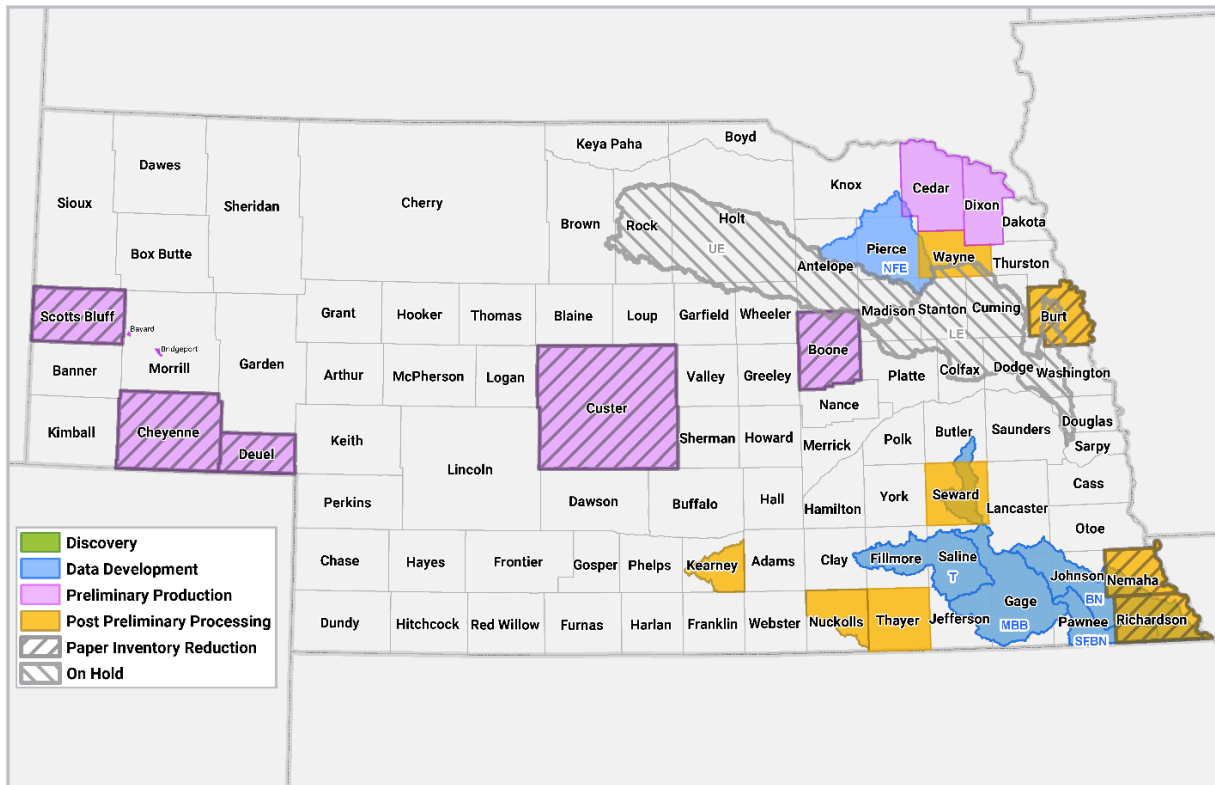 Keya Paha
Boyd
Dawes
Knox
Cedar
Sioux
Sheridan
Cherry
Dixon
Brown
Rock
Holt
Dakota
Box Butte
UE
Pierce
Wayne
Antelope
NFE
Thurston
Scotts Bluff
Bayard
Grant
Hooker
Thomas
Blaine
Loup
Garfield
Wheeler
Madison
Stanton
Cuming
Burt
LE
Bridgeport
Boone
Banner
Morrill
Garden
Arthur
McPherson
Logan
Valley
Greeley
Platte
Colfax
Dodge
Washington
Custer
Nance
Kimball
Cheyenne
Deuel
Keith
Lincoln
Sherman
Howard
Merrick
Polk
Butler
Saunders
Douglas
Sarpy
Perkins
Dawson
Buffalo
Hall
Hamilton
York
Seward
Lancaster
Cass
Otoe
Chase
Hayes
Frontier
Gosper
Phelps
Kearney
Adams
Clay
Fillmore
Saline
T
Johnson
BN
Nemaha
Gage
Dundy
Hitchcock
Red Willow
Furnas
Harlan
Franklin
Webster
Nuckolls
Thayer
Jefferson
MBB
Pawnee
SFBN
Richardson
Discovery
Data Development
Preliminary Production
Post Preliminary Processing
Paper Inventory Reduction
On Hold